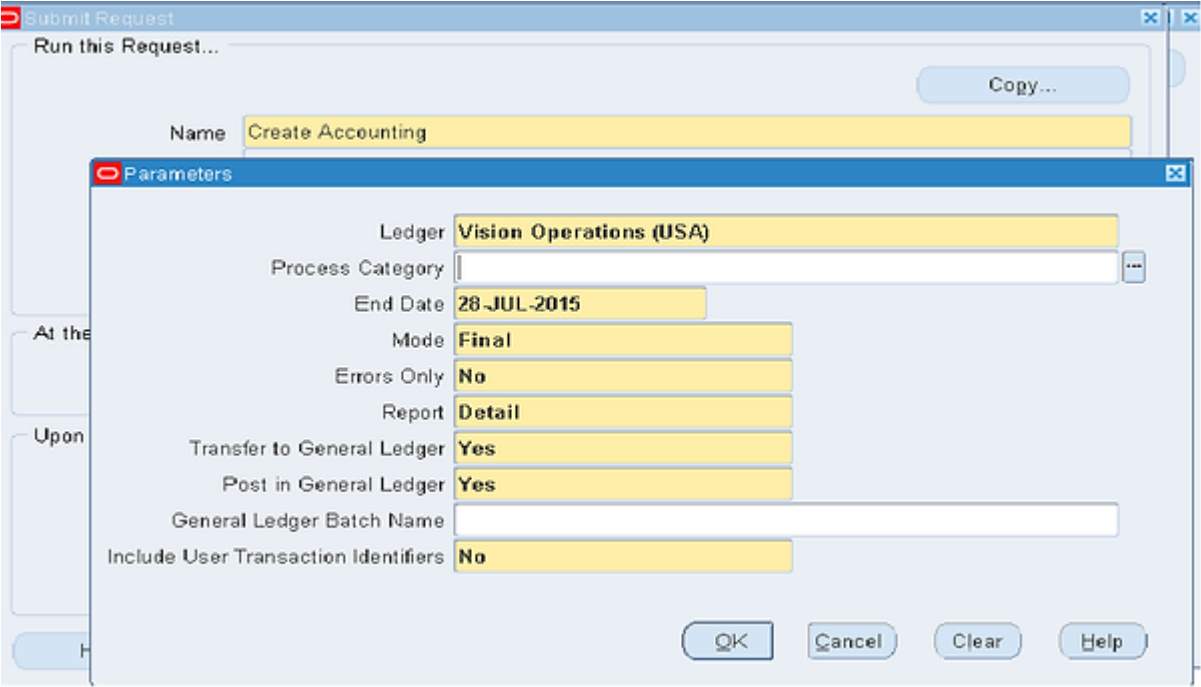 Submit Request
Run this Request...
Copy...
Name Create Accounting
Parameters
Ledger Vision Operations (USA)
Process Category
End Date 28-JUL-2015
Mode Final
Errors Only No
At the
Report Detail
Upon
Transfer to General Ledger Yes
Post in General Ledger Yes
General Ledger Batch Name
Include User Transaction Identifiers No
OK Cancel Clear Help
H